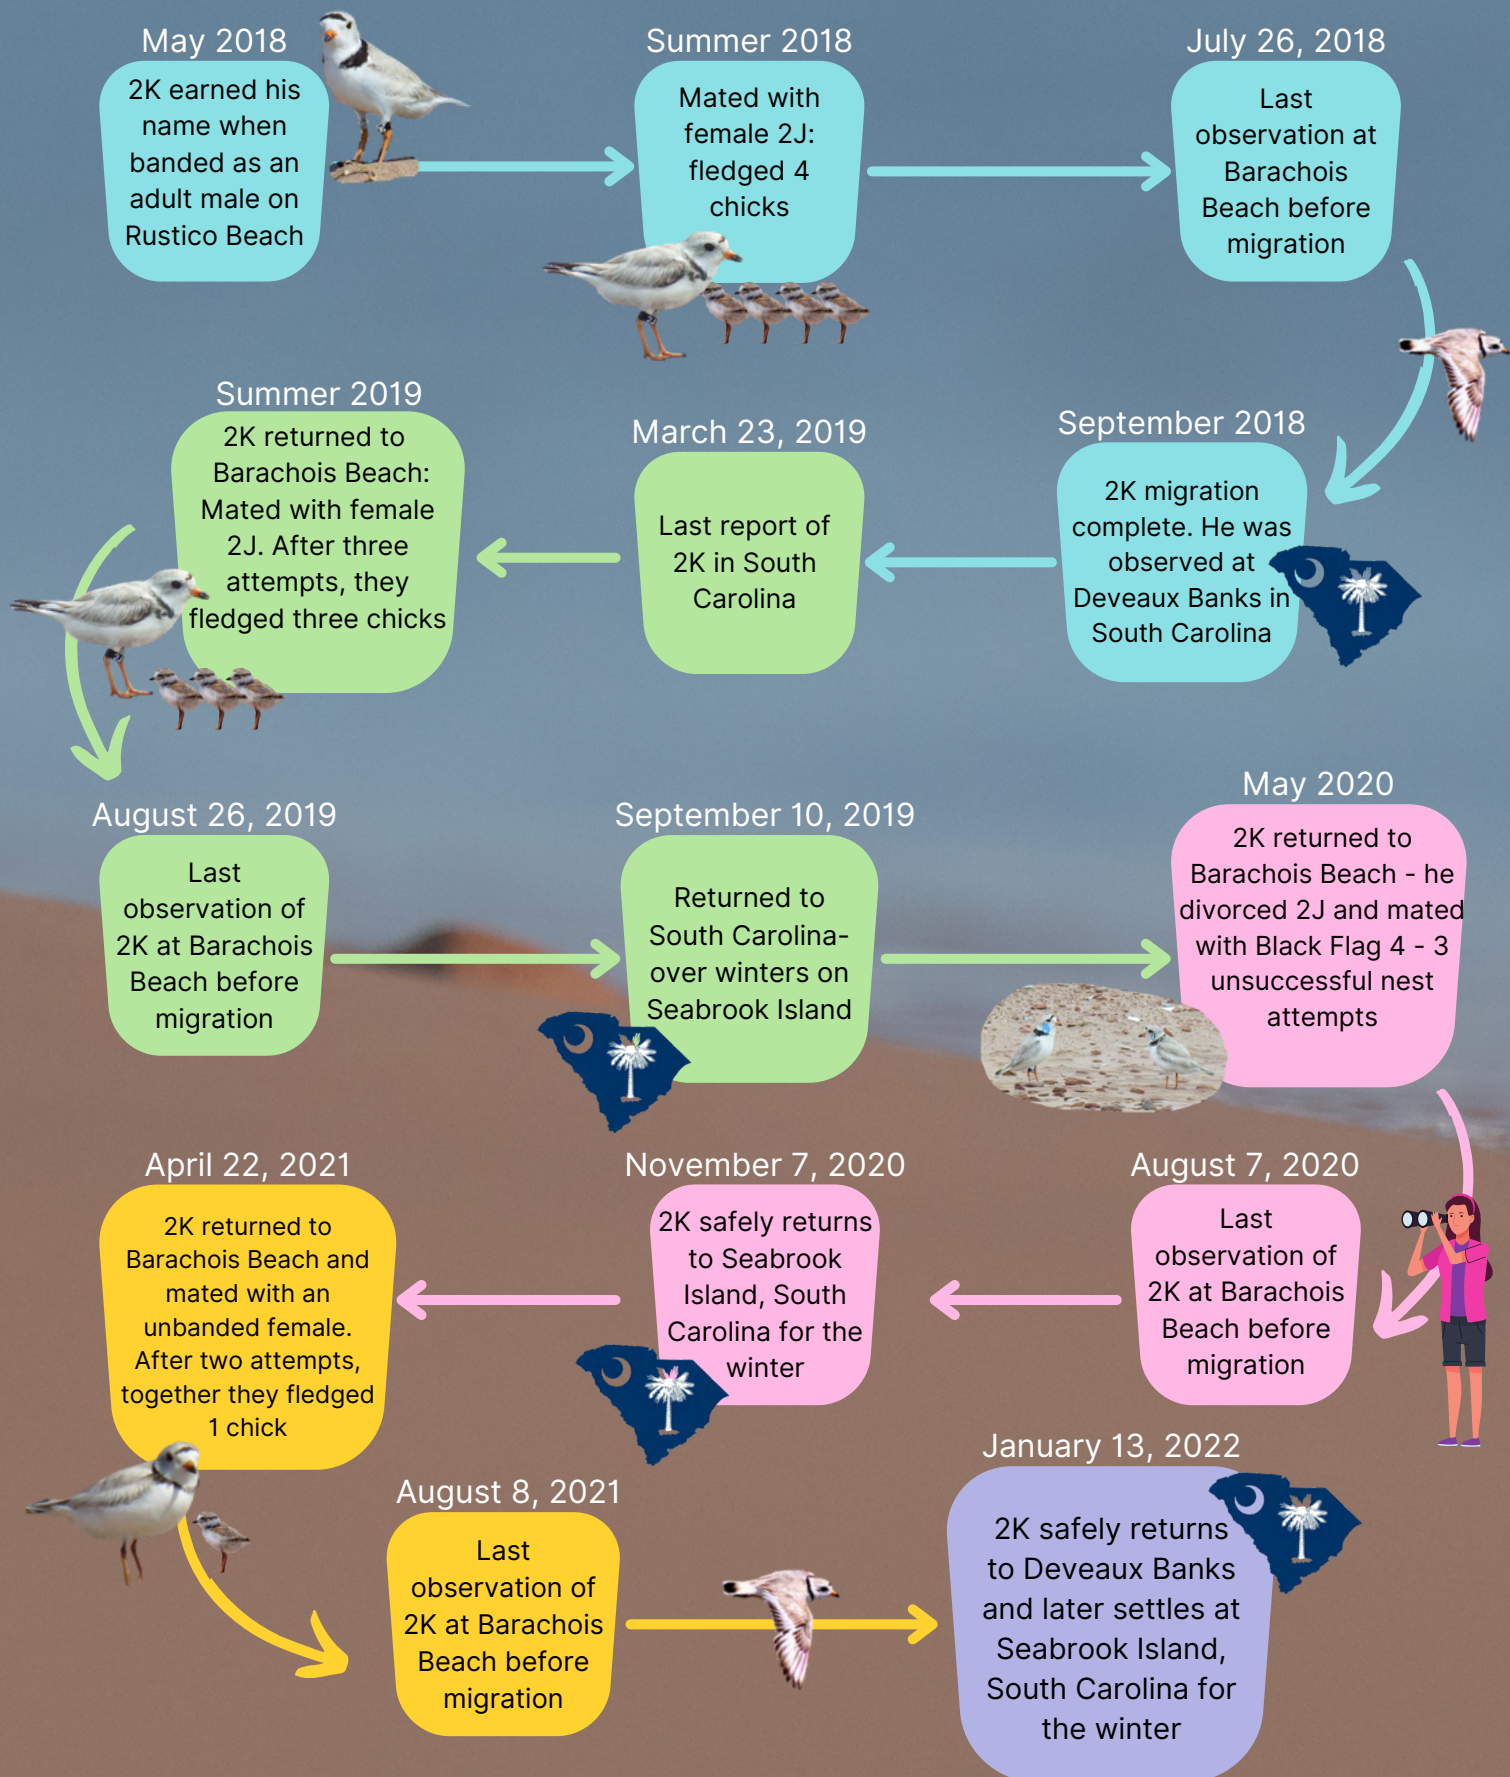 May 2018
2K earned his
name when
banded as an
adult male on
Rustico Beach
Summer 2018
Mated with
female 2J:
fledged 4
chicks
July 26, 2018
Last
observation at
Barachois
Beach before
migration
September 2018
2K migration
complete. He was
observed at
Deveaux Banks in
South Carolina
March 23, 2019
Last report of
2K in South
Carolina
Summer 2019
2K returned to
Barachois Beach:
Mated with female
2J. After three
attempts, they
fledged three chicks
August 26, 2019
Last
observation of
2K at Barachois
Beach before
migration
September 10, 2019
Returned to
South Carolina-
over winters on
Seabrook Island
May 2020
2K returned to
Barachois Beach - he
divorced 2J and mated
with Black Flag 4 - 3
unsuccessful nest
attempts
August 7, 2020
Last
observation of
2K at Barachois
Beach before
migration
November 7, 2020
2K safely returns
to Seabrook
Island, South
Carolina for the
winter
April 22, 2021
2K returned to
Barachois Beach and
mated with an
unbanded female.
After two attempts,
together they fledged
1 chick
August 8, 2021
Last
observation of
2K at Barachois
Beach before
migration
January 13, 2022
2K safely returns
to Deveaux Banks
and later settles at
Seabrook Island,
South Carolina for
the winter